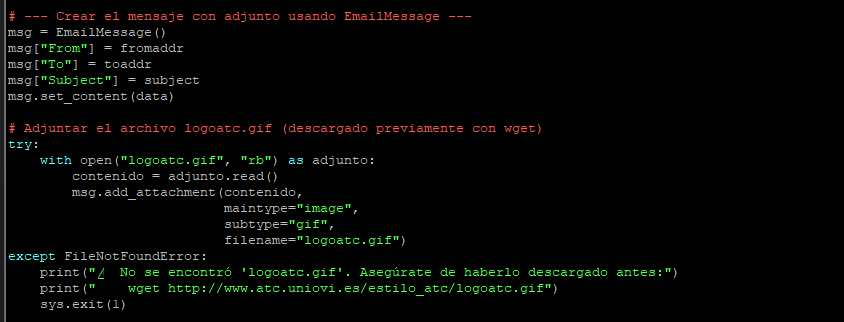 # --- Crear el mensaje con adjunto usando EmailMessage ---
msg = EmailMessage()
msg["From"] = fromaddr
msg["To"] = toaddr
msg["Subject"] = subject
msg.set_content(data)

# Adjuntar el archivo logoatc.gif (descargado previamente con wget)
try:
    with open("logoatc.gif", "rb") as adjunto:
        contenido = adjunto.read()
        msg.add_attachment(contenido,
                           maintype="image",
                           subtype="gif",
                           filename="logoatc.gif")
except FileNotFoundError:
    print("  No se encontró 'logoatc.gif'. Asegúrate de haberlo descargado antes:")
    print("    wget http://www.atc.uniovi.es/estilo_atc/logoatc.gif")
    sys.exit(1)